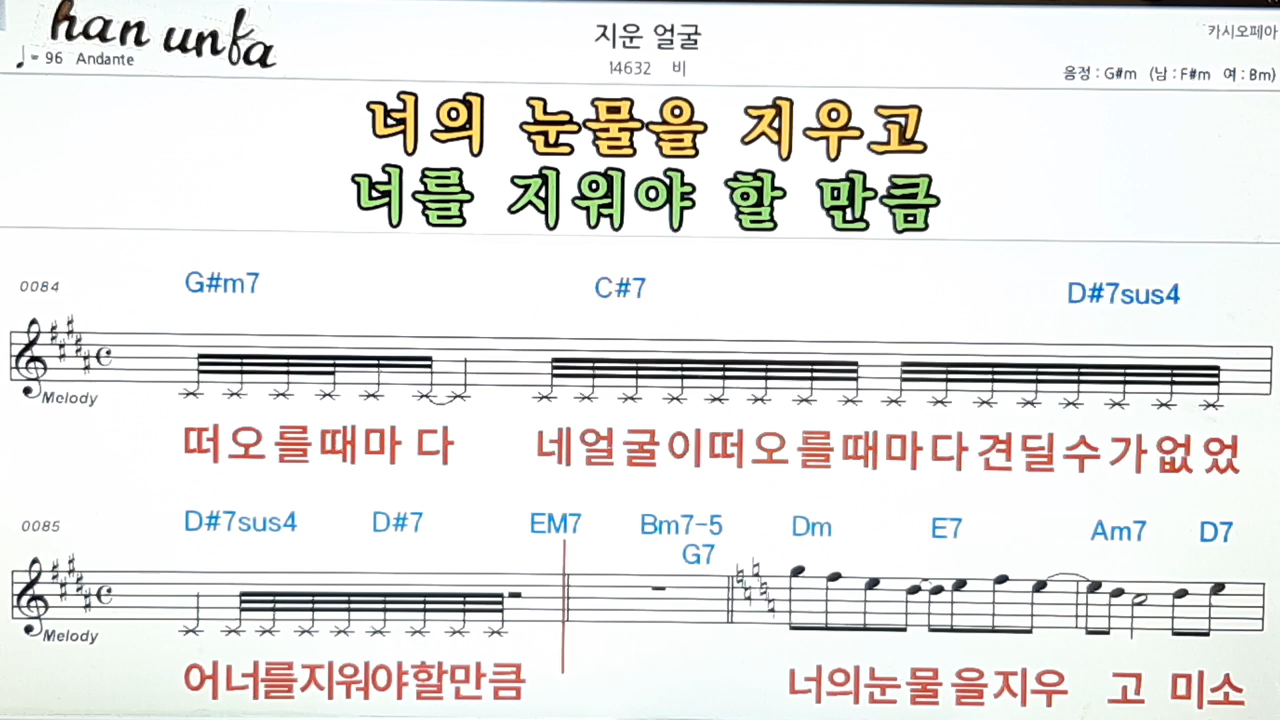 han unfa
지운 얼굴
카시오페아
♩= 96 Andante
14632 비
음정 : G#m (남 : F#m 여 : Bm)
너의 눈물을 지우고
너를 지워야 할 만큼
0084 G#m7 C#7 D#7sus4
Melody
떠오를때마다 네얼굴이떠오를때마다견딜수가없었
0085 D#7sus4 D#7 EM7 Bm7-5 Dm E7 Am7 D7
G7
Melody
어너를지워야할만큼 너의눈물을지우고 미소